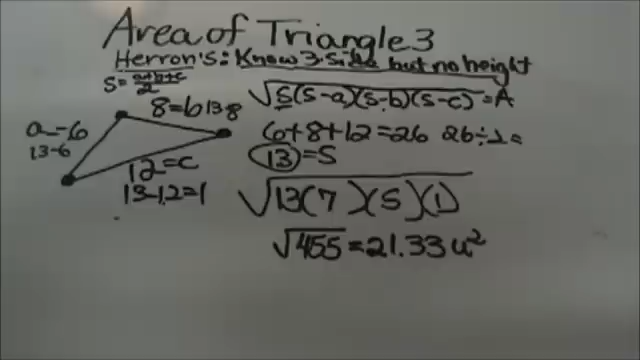 Area of Triangle 3
Herron's: Know 3 sides but no height
S = a+b+c/2
√S(S-a)(S-b)(S-c) = A
8=b 13-8
a-6
13-6
6+8+12=26 26÷2=
13=S
12=C
13-12=1
√13(7)(5)(1)
√455=21.33 u²